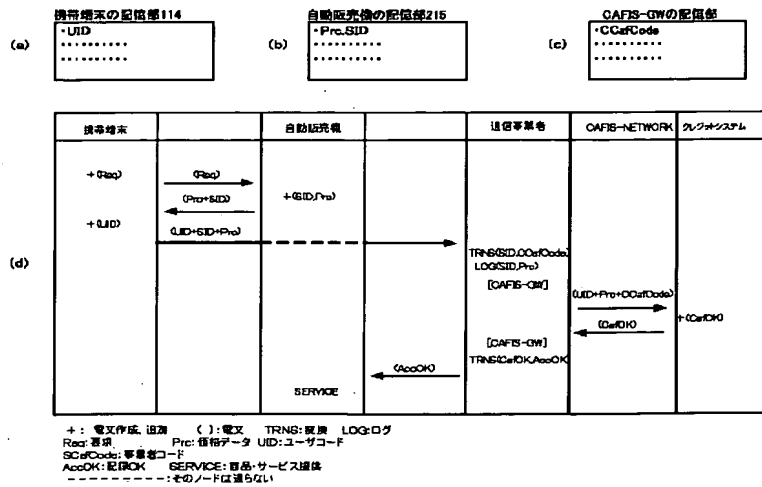 携帯端末の記憶部114
自動販売機の記憶部215
CAFIS-GWの記憶部
(a)
・UID
(b)
・Prc.SID
(c)
・CCafCode
携帯端末
自動販売機
通信事業者
CAFIS-NETWORK
クレジットシステム
+(Req)
(Req)
(Prc+SID)
+(SID,Prc)
+(UID)
(UID+SID+Prc)
(d)
TRNS(SID,CCafCode)
LOG(SID,Prc)
[CAFIS-GW]
(UID+Prc+CCafCode)
(CafOK)
+(CafOK)
[CAFIS-GW]
TRNS(CafOK,AccOK)
(AccOK)
SERVICE
+: 電文作成、追加 ( ):電文 TRNS:変換 LOG:ログ
Req:要求 Prc:価格データ UID:ユーザコード
SCafCode:事業者コード
AccOK:記録OK SERVICE:商品・サービス提供
----------:そのノードは通らない